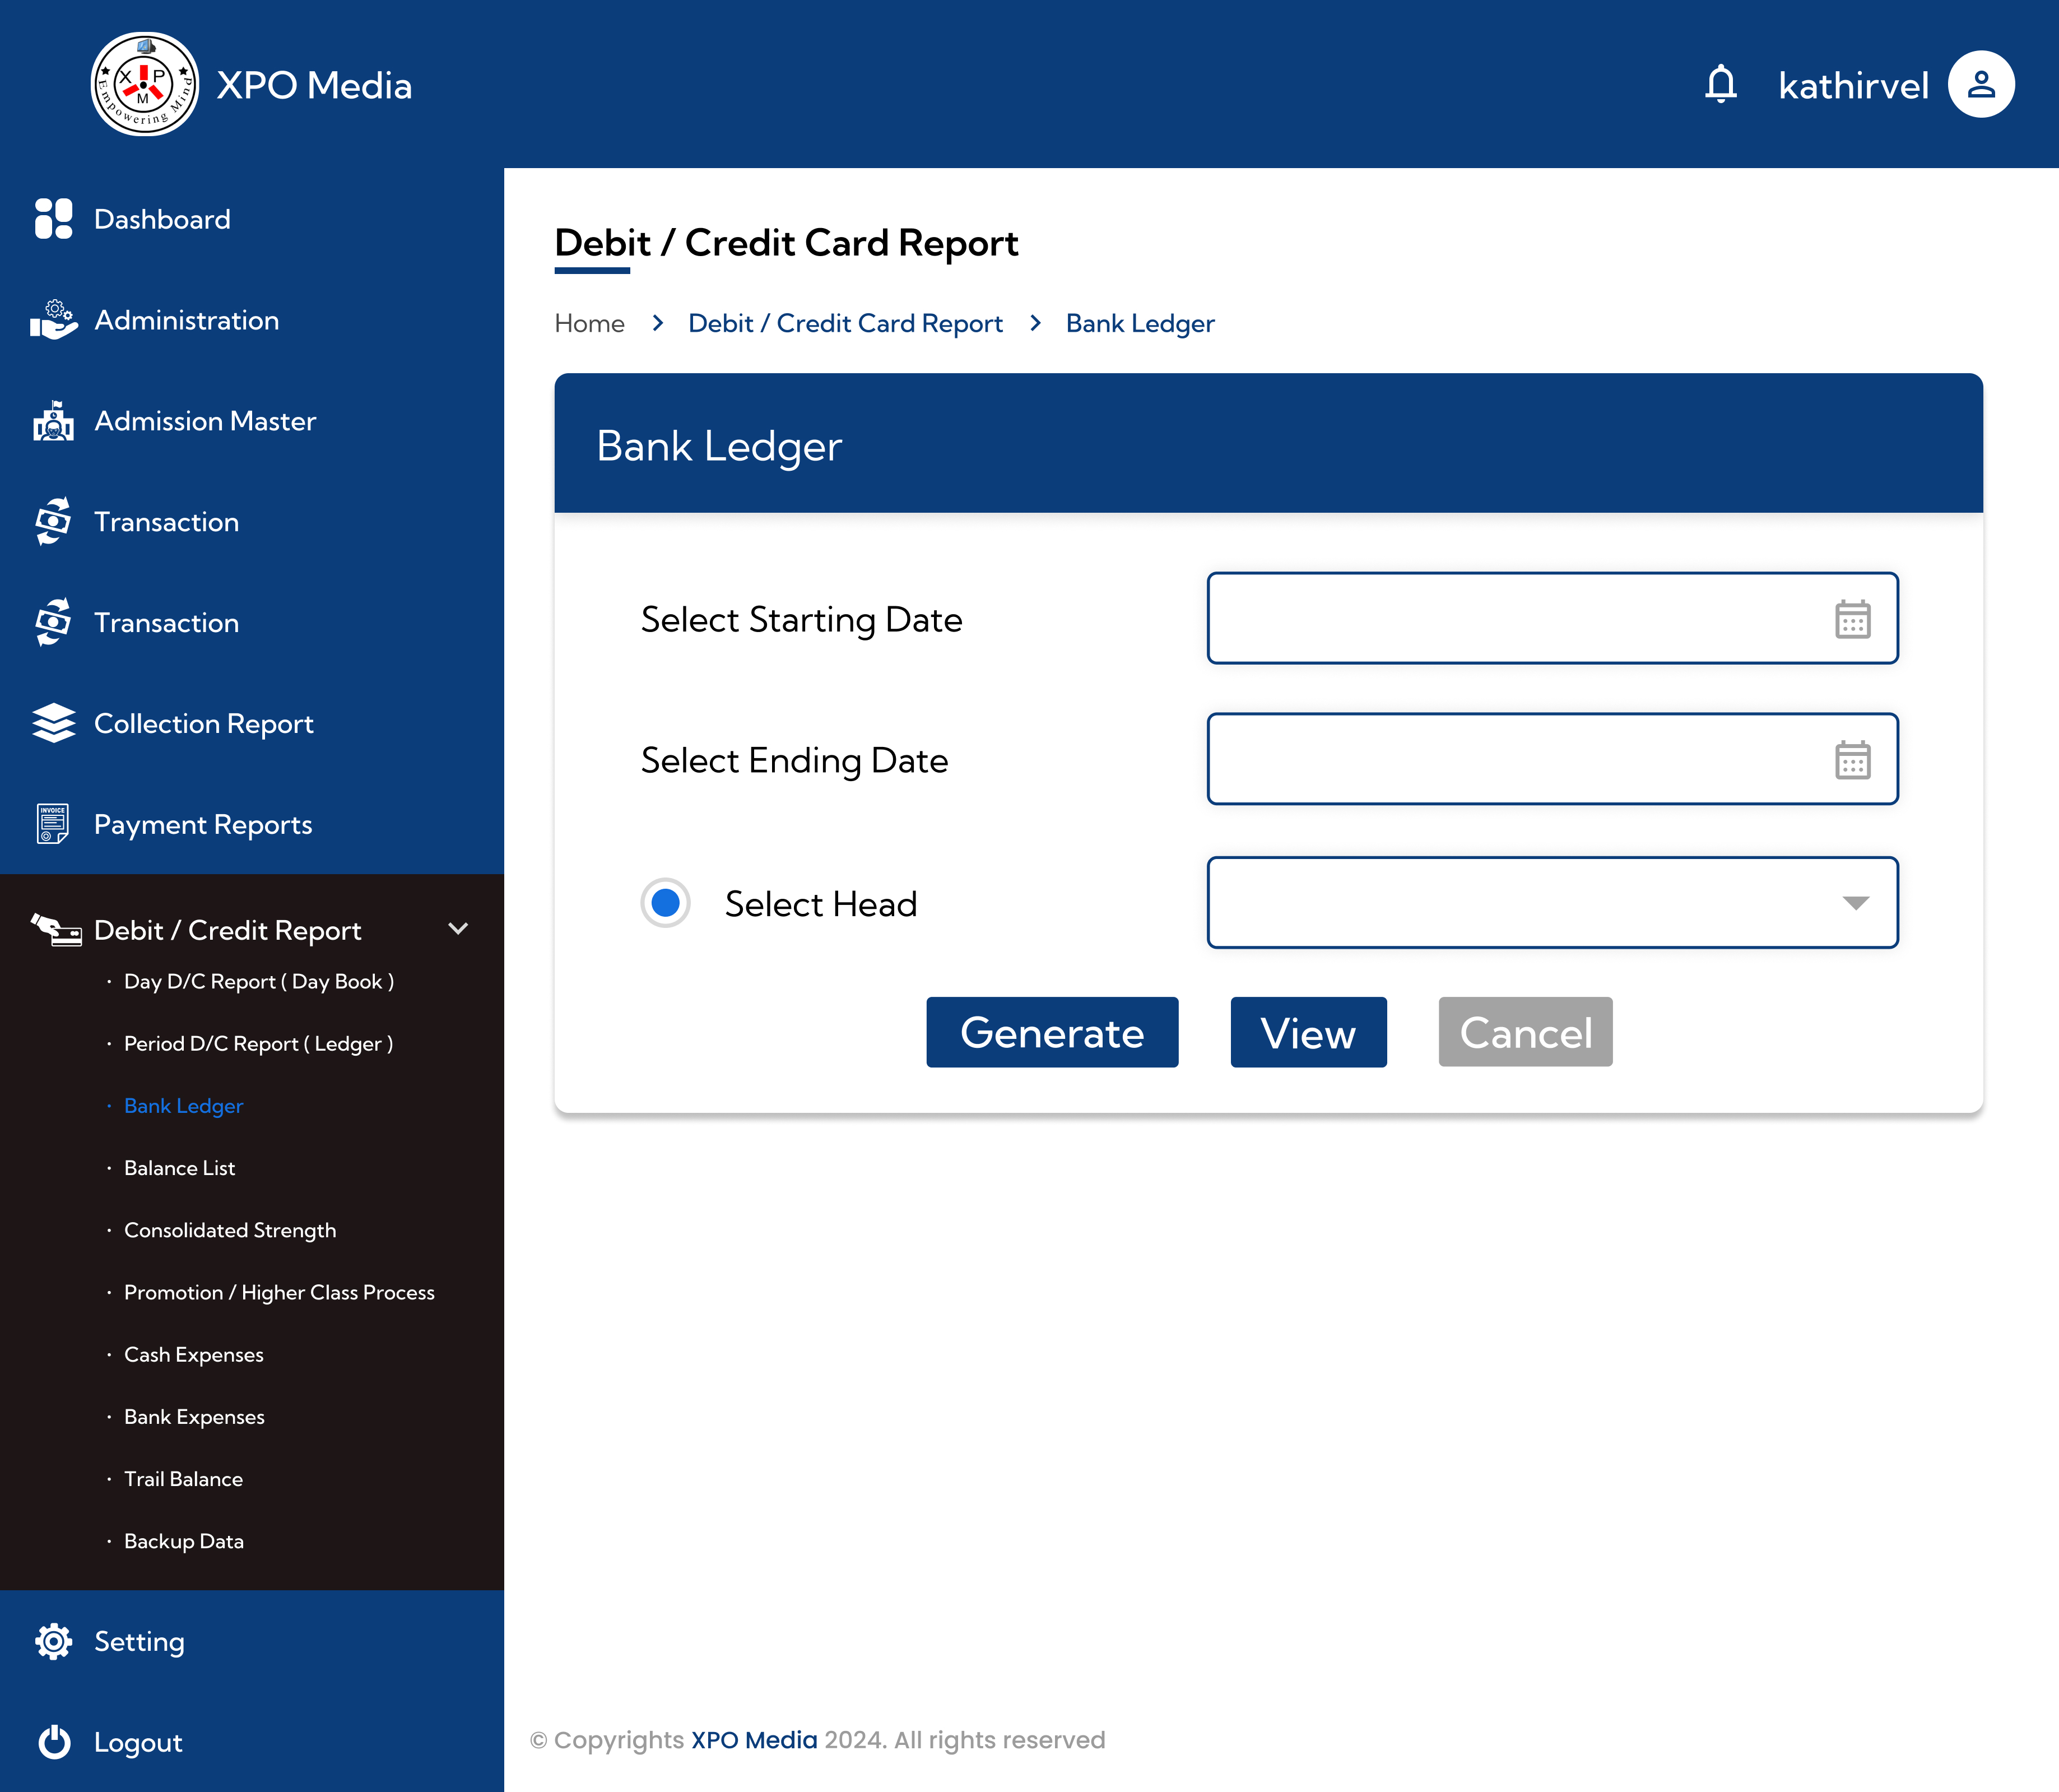 X P M
Empowering Mind
XPO Media
kathirvel
Dashboard
Administration
Admission Master
Transaction
Transaction
Collection Report
INVOICE
Payment Reports
Debit / Credit Report
· Day D/C Report ( Day Book )
· Period D/C Report ( Ledger )
· Bank Ledger
· Balance List
· Consolidated Strength
· Promotion / Higher Class Process
· Cash Expenses
· Bank Expenses
· Trail Balance
· Backup Data
Setting
Logout
Debit / Credit Card Report
Home > Debit / Credit Card Report > Bank Ledger
Bank Ledger
Select Starting Date
Select Ending Date
Select Head
Generate View Cancel
© Copyrights XPO Media 2024. All rights reserved